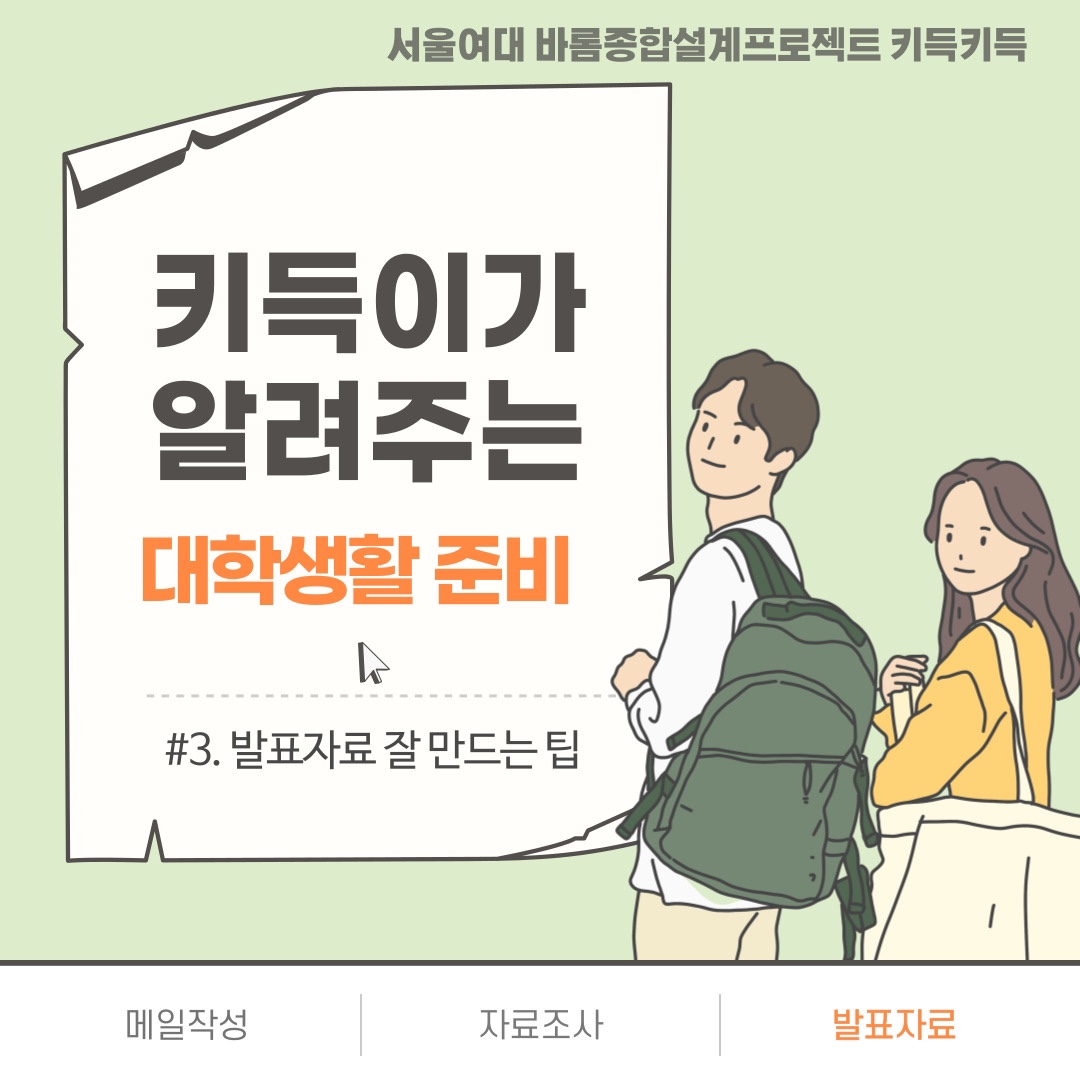 서울여대 바롬종합설계프로젝트 키득키득
키득이가
알려주는
대학생활 준비
#3. 발표자료 잘 만드는 팁
메일작성
자료조사
발표자료